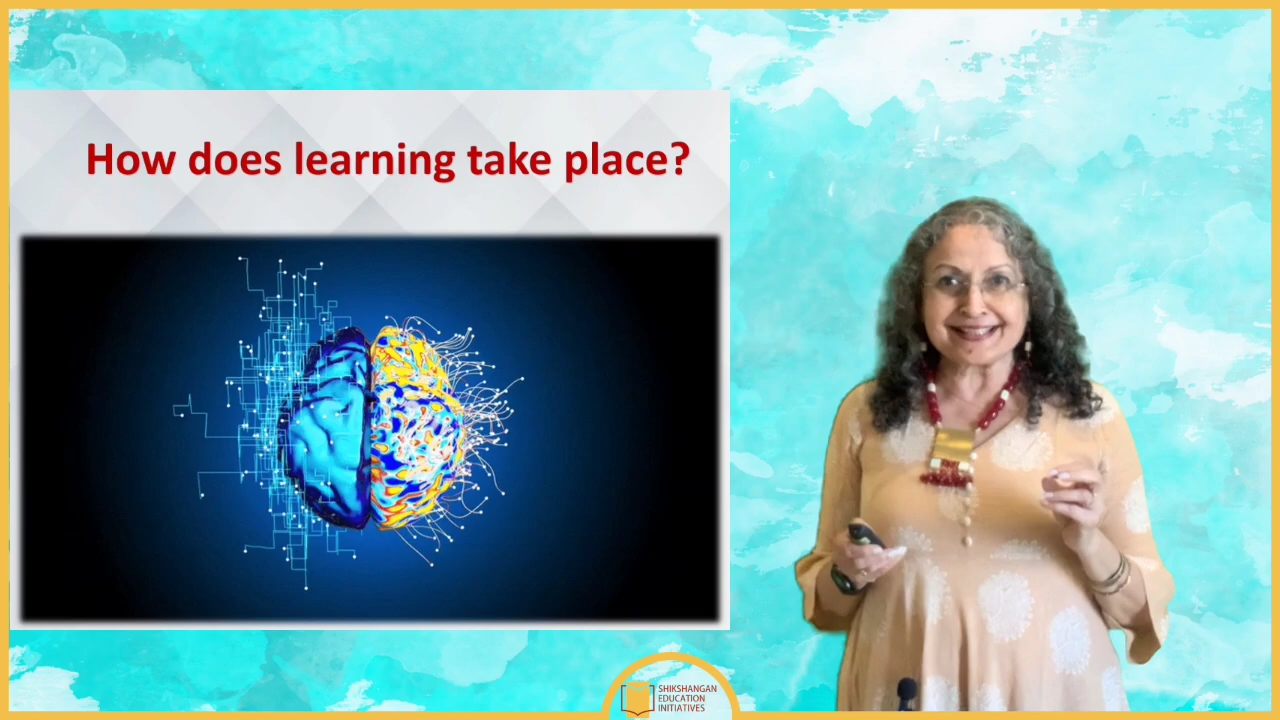 How does learning take place?
SHIKSHANGAN
EDUCATION
INITIATIVES